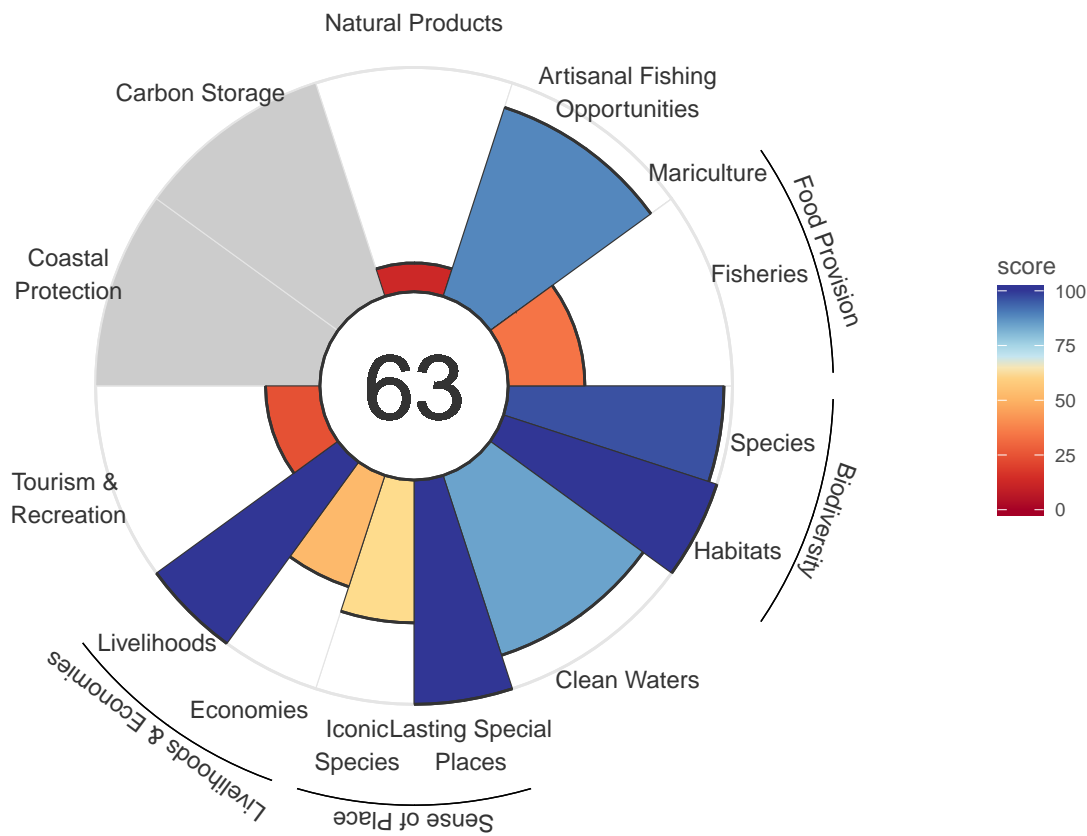 Natural Products
Artisanal Fishing
Opportunities
Carbon Storage
Mariculture
Food Provision
Fisheries
Coastal
Protection
score
100
75
50
25
0
63
Species
Biodiversity
Habitats
Tourism &
Recreation
Livelihoods
Livelihoods & Economies
Economies
Clean Waters
Iconic
Species
Lasting Special
Places
Sense of Place